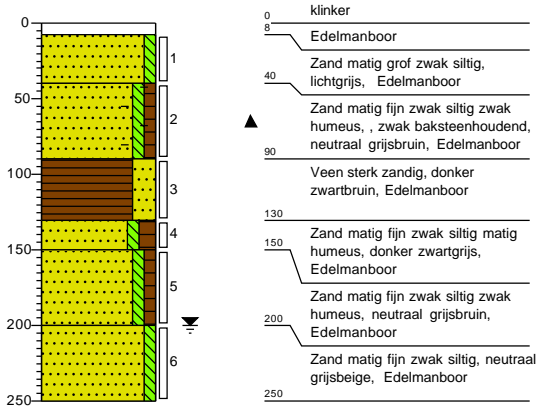 0
50
100
150
200
250
1
2
3
4
5
6
0
klinker
8
Edelmanboor
Zand matig grof zwak siltig,
lichtgrijs, Edelmanboor
40
Zand matig fijn zwak siltig zwak
humeus, , zwak baksteenhoudend,
neutraal grijsbruin, Edelmanboor
90
Veen sterk zandig, donker
zwartbruin, Edelmanboor
130
Zand matig fijn zwak siltig matig
humeus, donker zwartgrijs,
Edelmanboor
150
Zand matig fijn zwak siltig zwak
humeus, neutraal grijsbruin,
Edelmanboor
200
Zand matig fijn zwak siltig, neutraal
grijsbeige, Edelmanboor
250